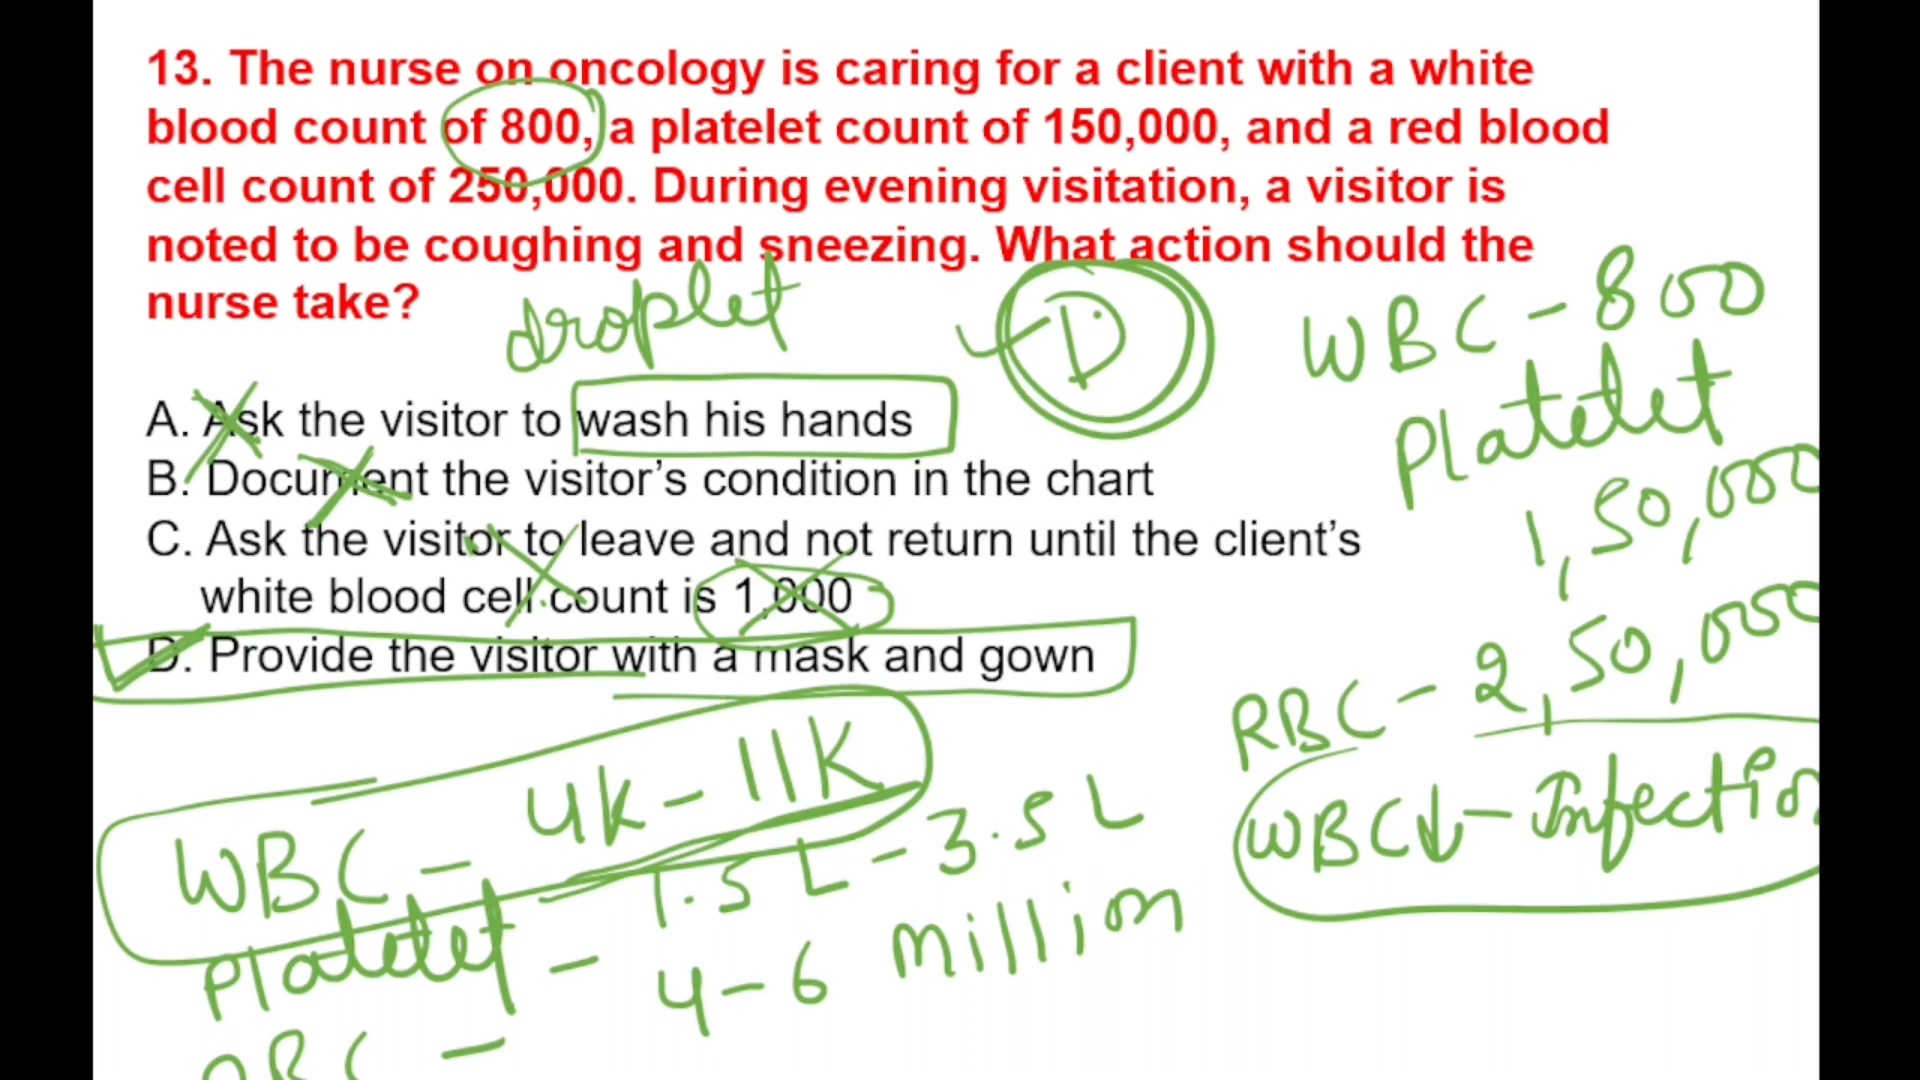 13. The nurse on oncology is caring for a client with a white
blood count of 800, a platelet count of 150,000, and a red blood
cell count of 250,000. During evening visitation, a visitor is
noted to be coughing and sneezing. What action should the
nurse take?
droplet
D
WBC - 800
Platelet
1,50,000
RBC - 2,50,000
WBC↓ - Infection
A. Ask the visitor to wash his hands
B. Document the visitor’s condition in the chart
C. Ask the visitor to leave and not return until the client’s
white blood cell count is 1,000
D. Provide the visitor with a mask and gown
WBC - 4K - 11K
Platelet - 1.5 L - 3.5 L
RBC - 4 - 6 million